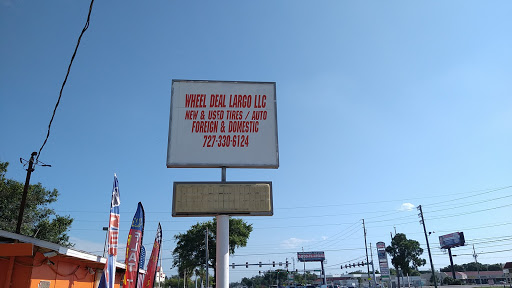 WHEEL DEAL LARGO LLC
NEW & USED TIRES / AUTO
FOREIGN & DOMESTIC
727-330-6124